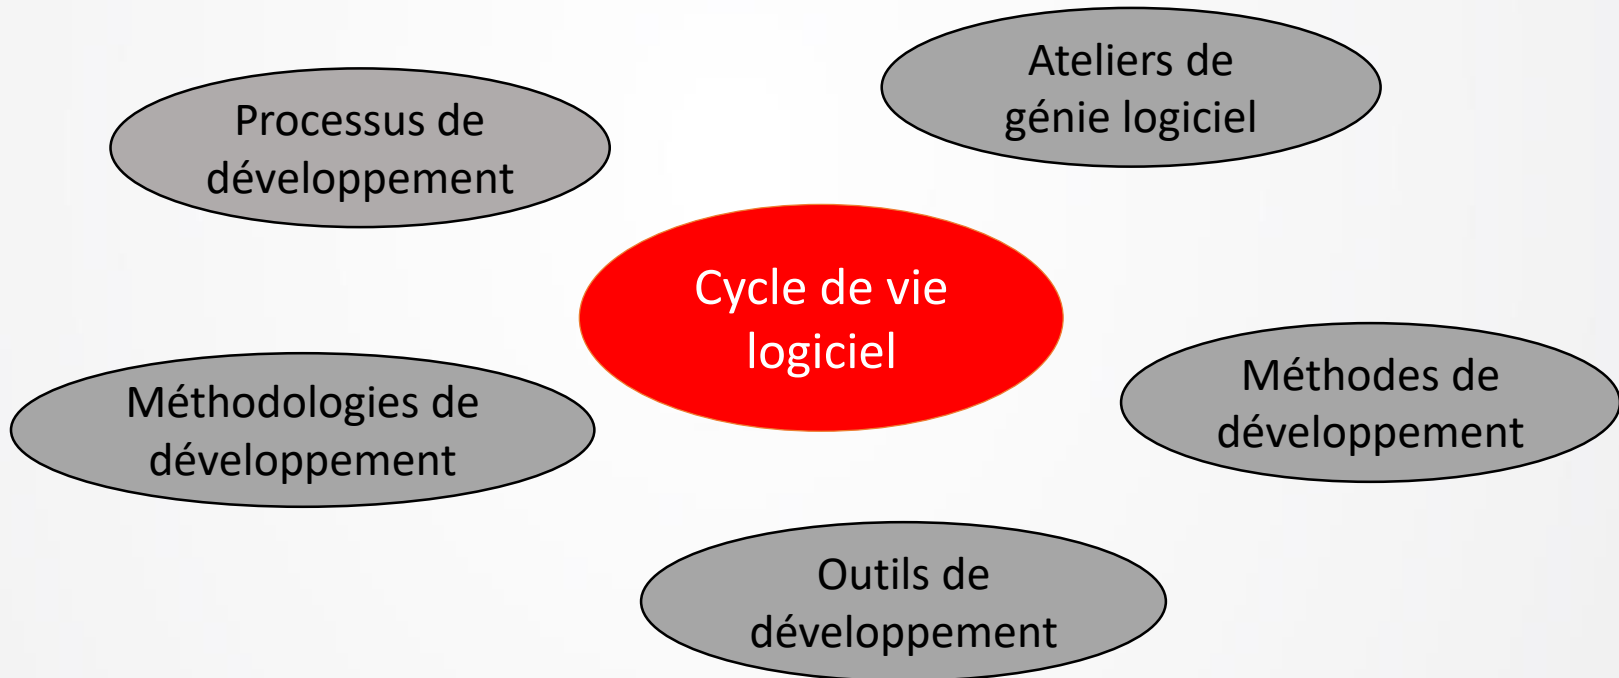 Ateliers de
génie logiciel
Processus de
développement
Cycle de vie
logiciel
Méthodes de
développement
Méthodologies de
développement
Outils de
développement